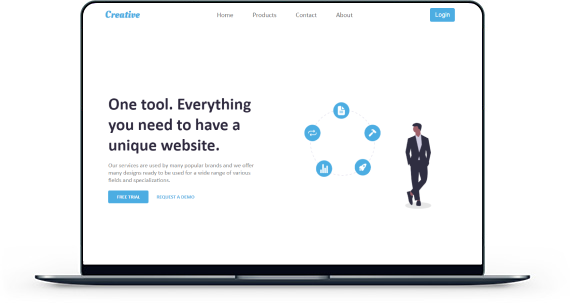 Creative
Home Products Contact About
Login
One tool. Everything
you need to have a
unique website.
Our services are used by many popular brands and we offer
many designs ready to be used for a wide range of various
fields and specializations.
FREE TRIAL REQUEST A DEMO